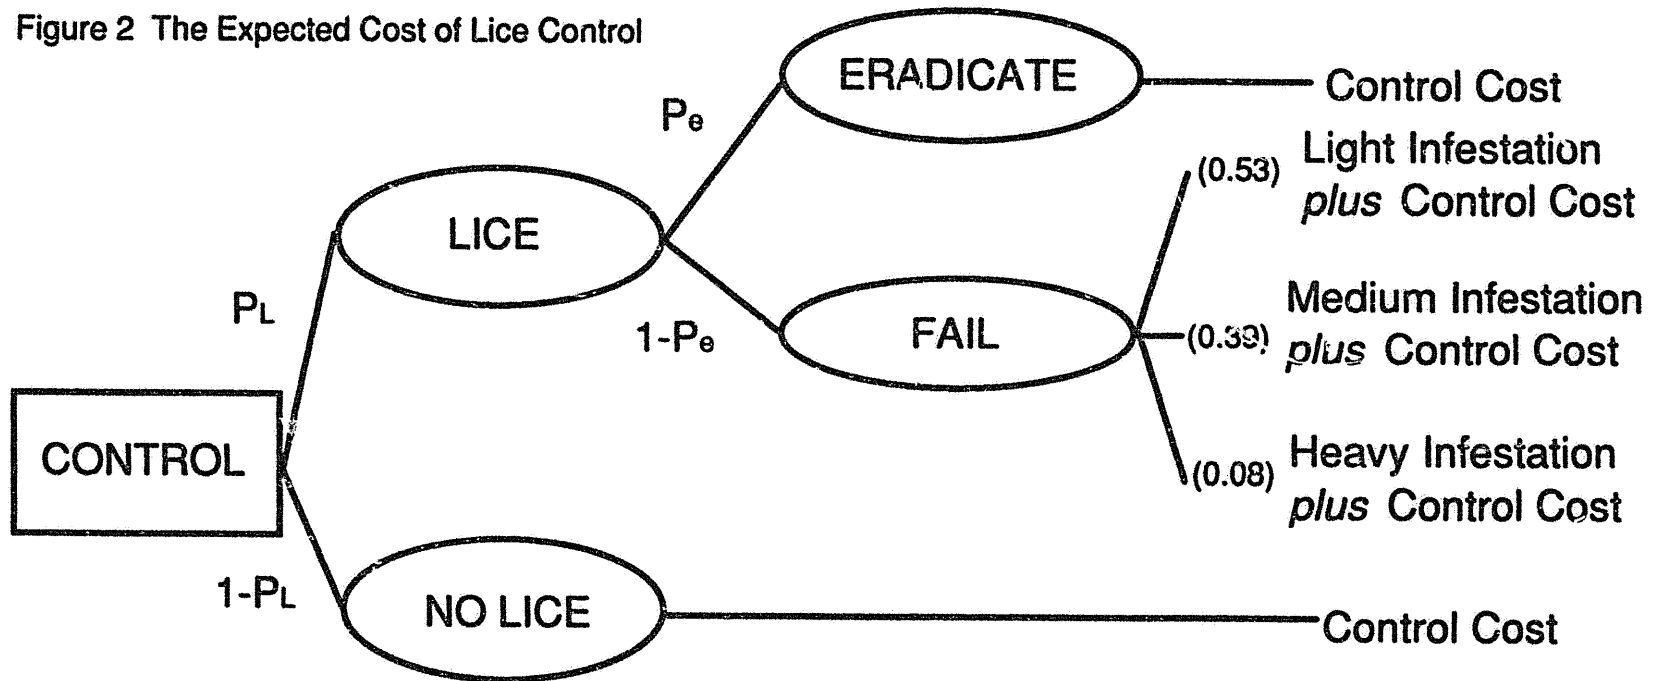 Figure 2 The Expected Cost of Lice Control
ERADICATE
Control Cost
Pe
(0.53)
Light Infestation
plus Control Cost
LICE
PL
1-Pe
FAIL
(0.39)
Medium Infestation
plus Control Cost
CONTROL
(0.08)
Heavy Infestation
plus Control Cost
1-PL
NO LICE
Control Cost